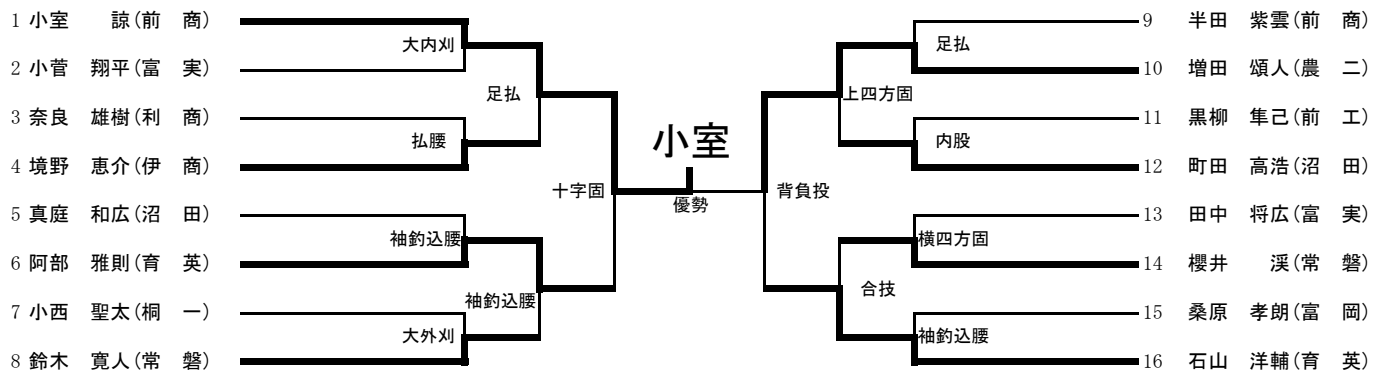 1 小室　　諒(前　商)
大内刈
2 小菅　翔平(富　実)
足払
3 奈良　雄樹(利　商)
払腰
4 境野　恵介(伊　商)
十字固
5 真庭　和広(沼　田)
袖釣込腰
6 阿部　雅則(育　英)
袖釣込腰
7 小西　聖太(桐　一)
大外刈
8 鈴木　寛人(常　磐)
小室
優勢
9 半田　紫雲(前　商)
足払
10 増田　頌人(農　二)
上四方固
11 黒柳　隼己(前　工)
内股
12 町田　高浩(沼　田)
背負投
13 田中　将広(富　実)
横四方固
14 櫻井　　渓(常　磐)
合技
15 桑原　孝朗(富　岡)
袖釣込腰
16 石山　洋輔(育　英)